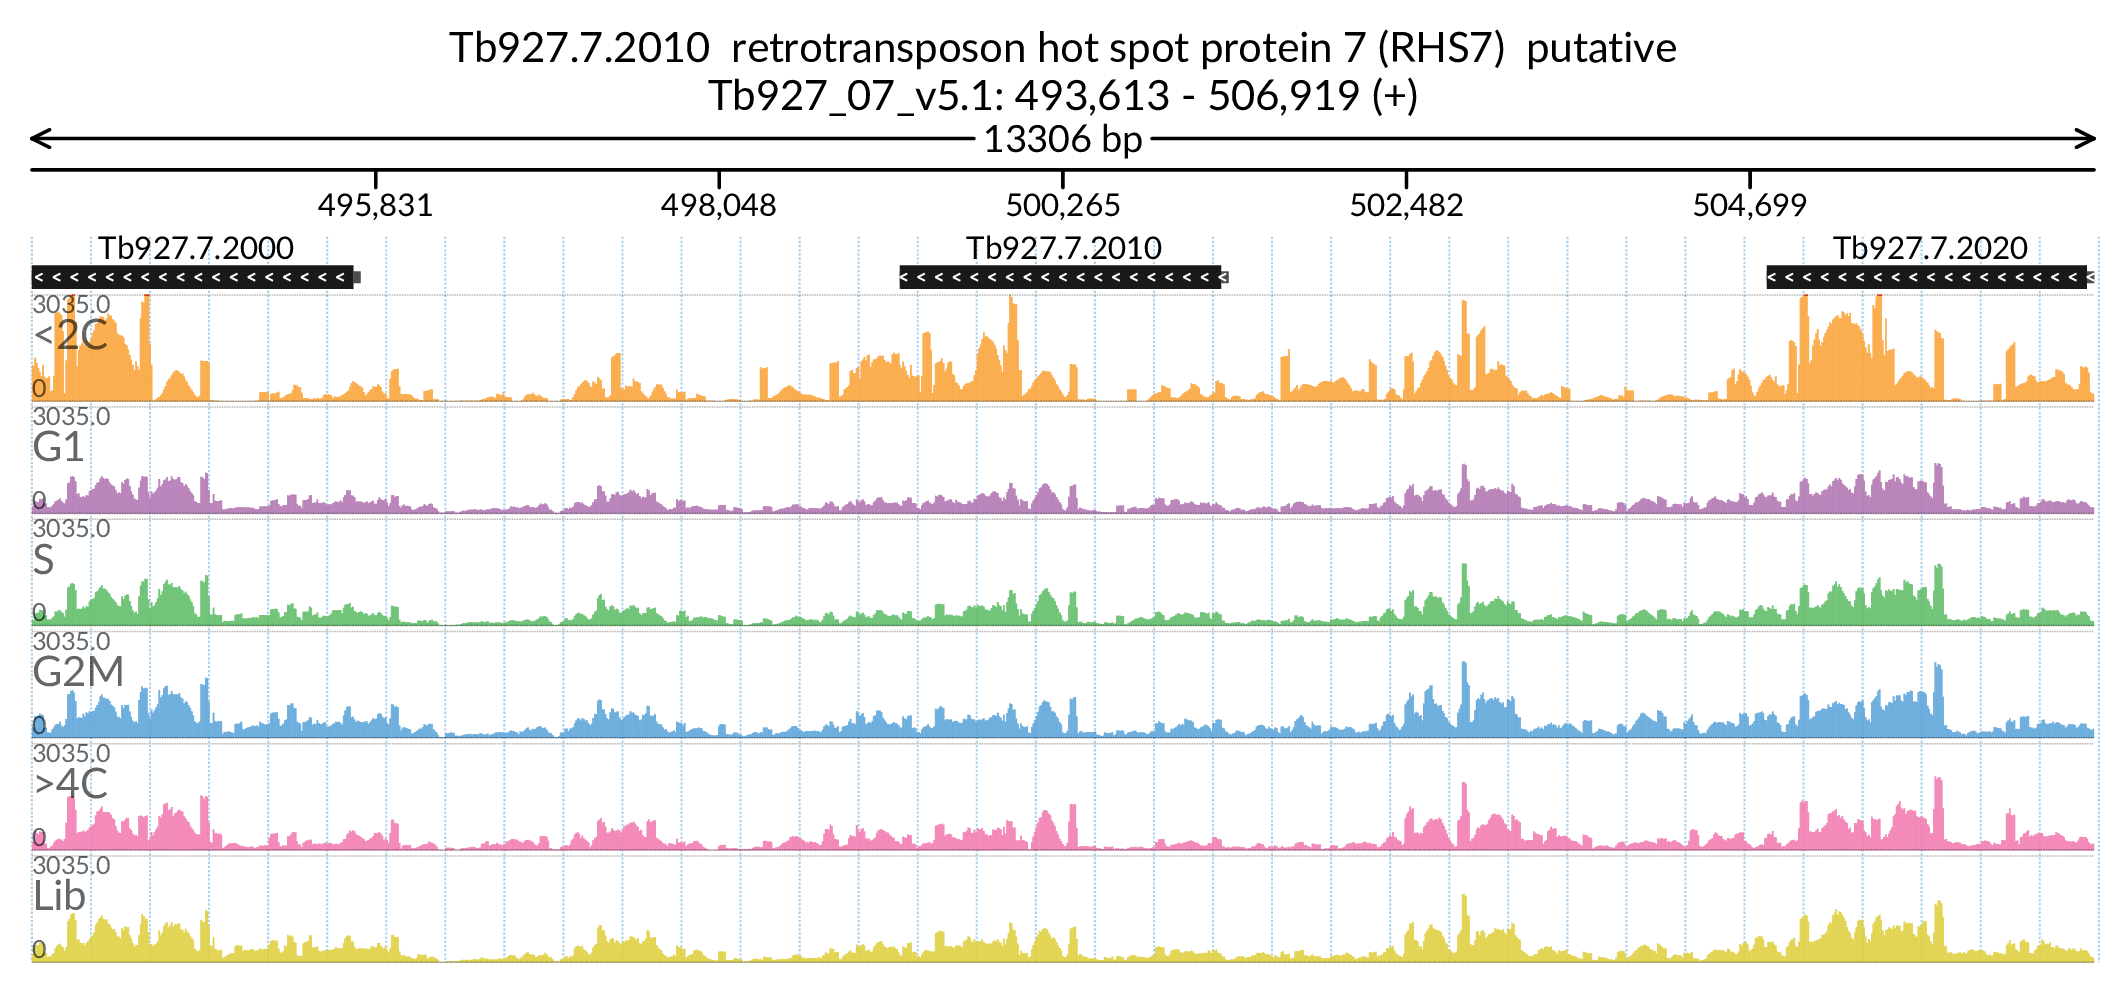 Tb927.7.2010 retrotransposon hot spot protein 7 (RHS7) putative
Tb927_07_v5.1: 493,613 - 506,919 (+)
13306 bp
495,831 498,048 500,265 502,482 504,699
Tb927.7.2000 Tb927.7.2010 Tb927.7.2020
3035.0
<2C
0
3035.0
G1
0
3035.0
S
0
3035.0
G2M
0
3035.0
>4C
0
3035.0
Lib
0